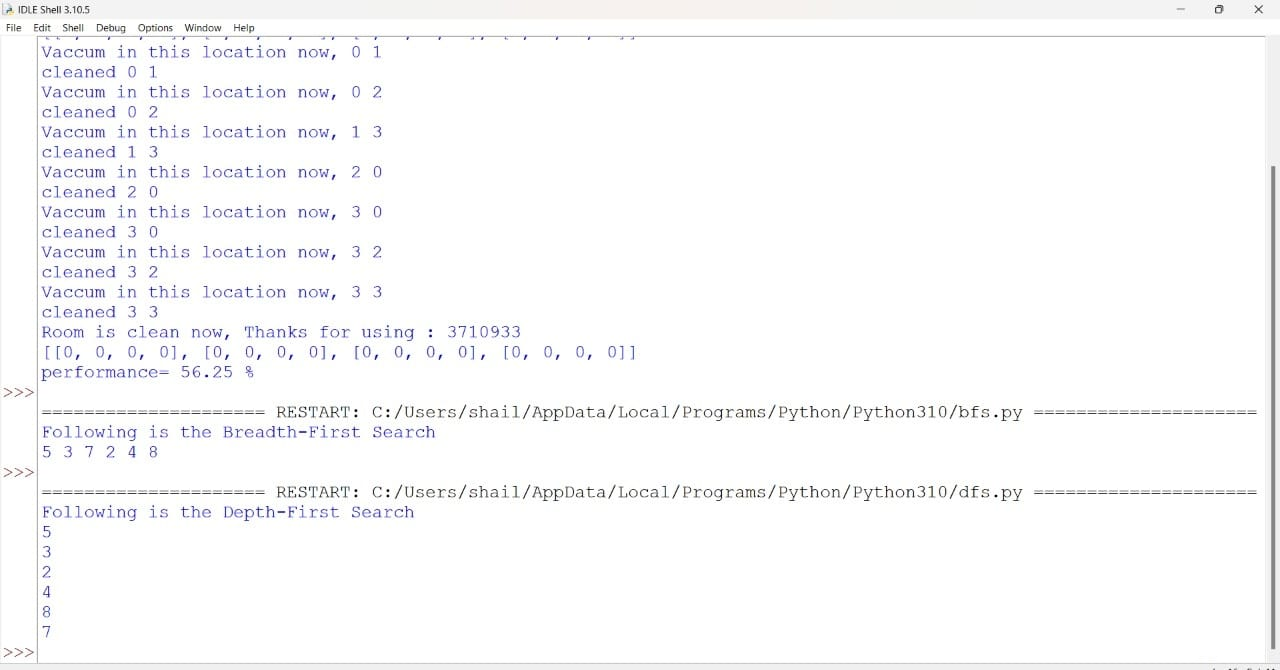 IDLE Shell 3.10.5
File Edit Shell Debug Options Window Help
Vaccum in this location now, 0 1
cleaned 0 1
Vaccum in this location now, 0 2
cleaned 0 2
Vaccum in this location now, 1 3
cleaned 1 3
Vaccum in this location now, 2 0
cleaned 2 0
Vaccum in this location now, 3 0
cleaned 3 0
Vaccum in this location now, 3 2
cleaned 3 2
Vaccum in this location now, 3 3
cleaned 3 3
Room is clean now, Thanks for using : 3710933
[[0, 0, 0, 0], [0, 0, 0, 0], [0, 0, 0, 0], [0, 0, 0, 0]]
performance= 56.25 %
>>>
===================== RESTART: C:/Users/shail/AppData/Local/Programs/Python/Python310/bfs.py =====================
Following is the Breadth-First Search
5 3 7 2 4 8
>>>
===================== RESTART: C:/Users/shail/AppData/Local/Programs/Python/Python310/dfs.py =====================
Following is the Depth-First Search
5
3
2
4
8
7
>>>